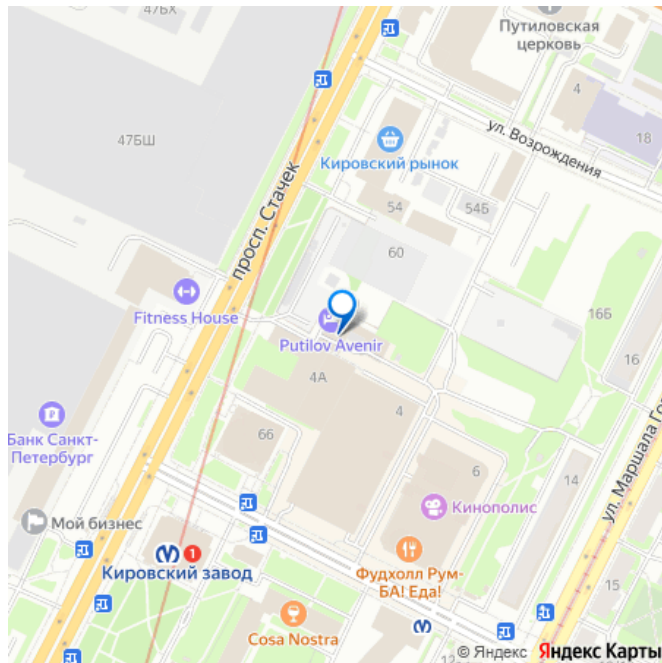 47БХ
Путиловская
церковь
4
18
47БШ
ул. Возрождения
Кировский рынок
просп. Стачек
54
54Б
60
Fitness House
Putilov Avenir
16Б
16
4А
4
66
Банк Санкт-
Петербург
6
14
ул. Маршала Го
Кинополис
Мой бизнес
1
Кировский завод
Фудхолл Рум-
БА! Еда!
15
Cosa Nostra
© Яндекс Яндекс Карты